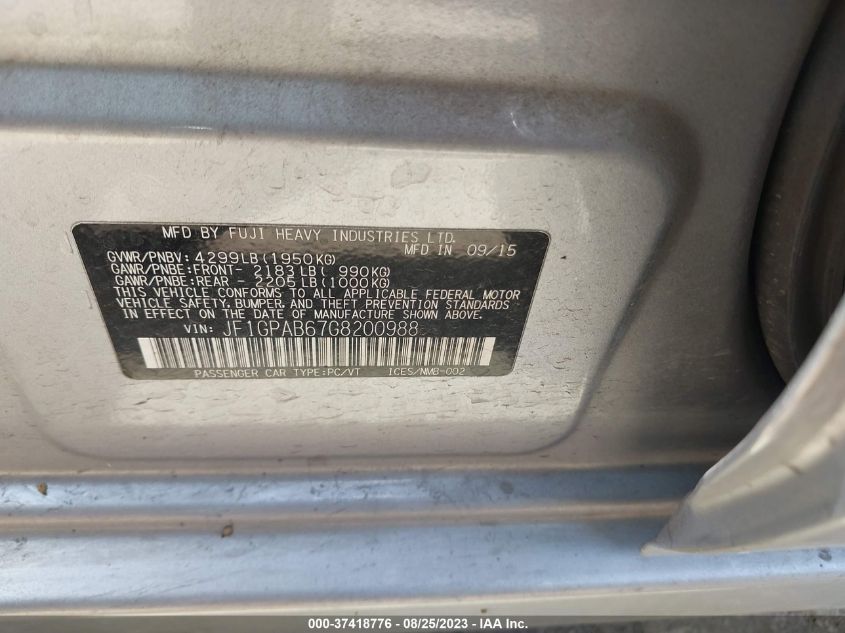 MFD BY FUJI HEAVY INDUSTRIES LTD.
GVWR/PNBV: 4299LB(1950KG) MFD IN 09/15
GAWR/PNBE:FRONT- 2183LB( 990KG)
GAWR/PNBE:REAR - 2205LB(1000KG)
THIS VEHICLE CONFORMS TO ALL APPLICABLE FEDERAL MOTOR
VEHICLE SAFETY, BUMPER, AND THEFT PREVENTION STANDARDS
IN EFFECT ON THE DATE OF MANUFACTURE SHOWN ABOVE.
VIN: JF1GPAB67G8200988
PASSENGER CAR TYPE:PC/VT ICES/NMB-002
000-37418776 - 08/25/2023 - IAA Inc.